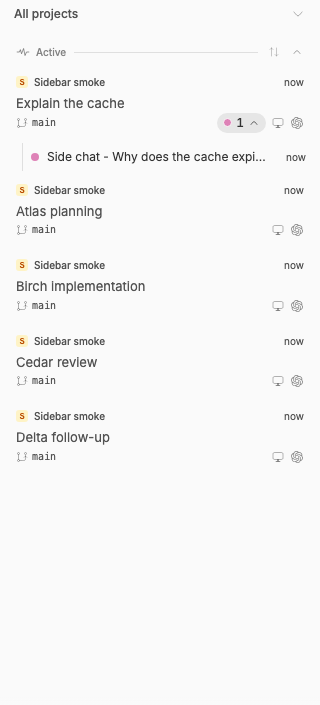 All projects
Active
S Sidebar smoke now
Explain the cache
main 1
Side chat - Why does the cache expi... now
S Sidebar smoke now
Atlas planning
main
S Sidebar smoke now
Birch implementation
main
S Sidebar smoke now
Cedar review
main
S Sidebar smoke now
Delta follow-up
main